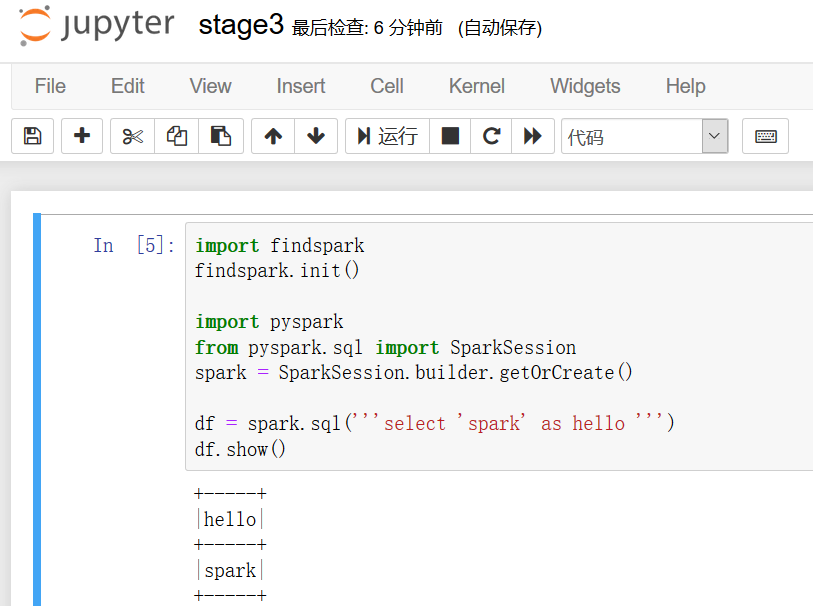 jupyter stage3 最后检查: 6 分钟前 (自动保存)
File Edit View Insert Cell Kernel Widgets Help
运行 代码
In [5]: import findspark
findspark.init()
import pyspark
from pyspark.sql import SparkSession
spark = SparkSession.builder.getOrCreate()
df = spark.sql('''select 'spark' as hello ''')
df.show()
+-----+
|hello|
+-----+
|spark|
+-----+